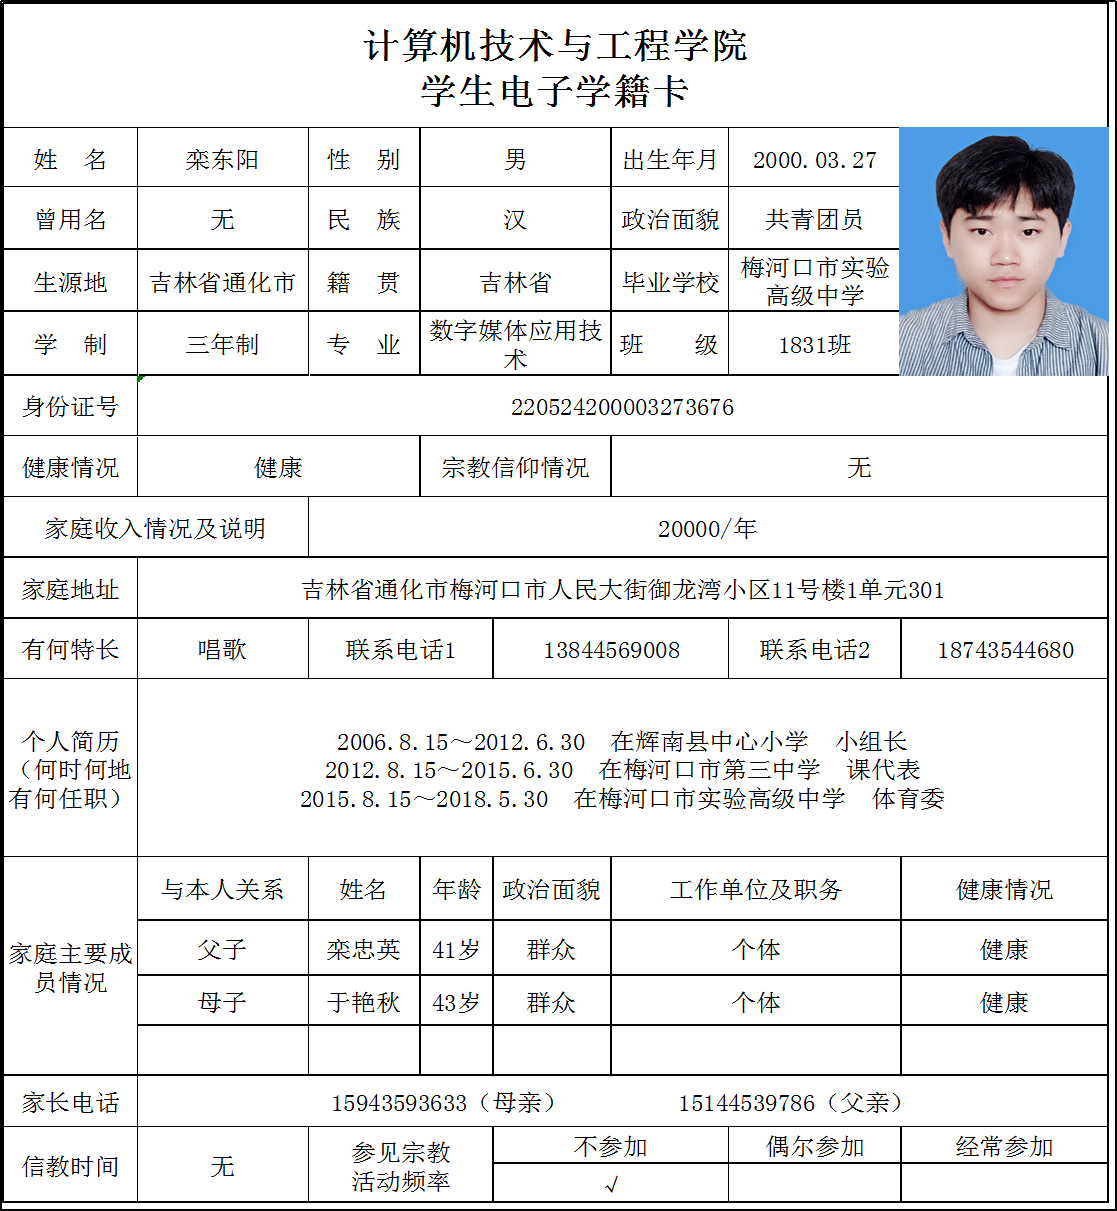 计算机技术与工程学院
学生电子学籍卡
姓 名 栾东阳 性 别 男 出生年月 2000.03.27
曾用名 无 民 族 汉 政治面貌 共青团员
生源地 吉林省通化市 籍 贯 吉林省 毕业学校 梅河口市实验高级中学
学 制 三年制 专 业 数字媒体应用技术 班 级 1831班
身份证号 220524200003273676
健康情况 健康 宗教信仰情况 无
家庭收入情况及说明 20000/年
家庭地址 吉林省通化市梅河口市人民大街御龙湾小区11号楼1单元301
有何特长 唱歌 联系电话1 13844569008 联系电话2 18743544680
个人简历
（何时何地
有何任职）
2006.8.15～2012.6.30 在辉南县中心小学 小组长
2012.8.15～2015.6.30 在梅河口市第三中学 课代表
2015.8.15～2018.5.30 在梅河口市实验高级中学 体育委
家庭主要成
员情况
与本人关系 姓名 年龄 政治面貌 工作单位及职务 健康情况
父子 栾忠英 41岁 群众 个体 健康
母子 于艳秋 43岁 群众 个体 健康
家长电话 15943593633（母亲） 15144539786（父亲）
信教时间 无 参见宗教
活动频率
不参加 偶尔参加 经常参加
√